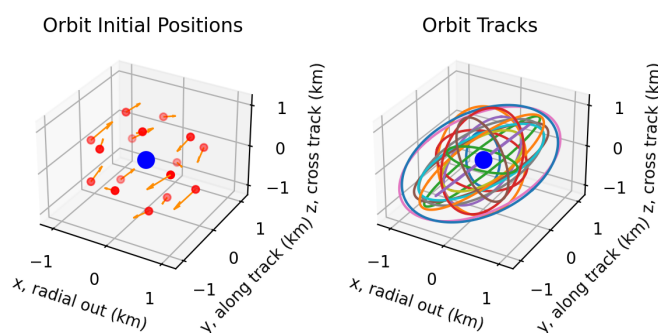 Orbit Initial Positions
1
0
−1
z, cross track (km)
1
0
−1
y, along track (km)
−1
0
1
x, radial out (km)
Orbit Tracks
1
0
−1
z, cross track (km)
1
0
−1
y, along track (km)
−1
0
1
x, radial out (km)